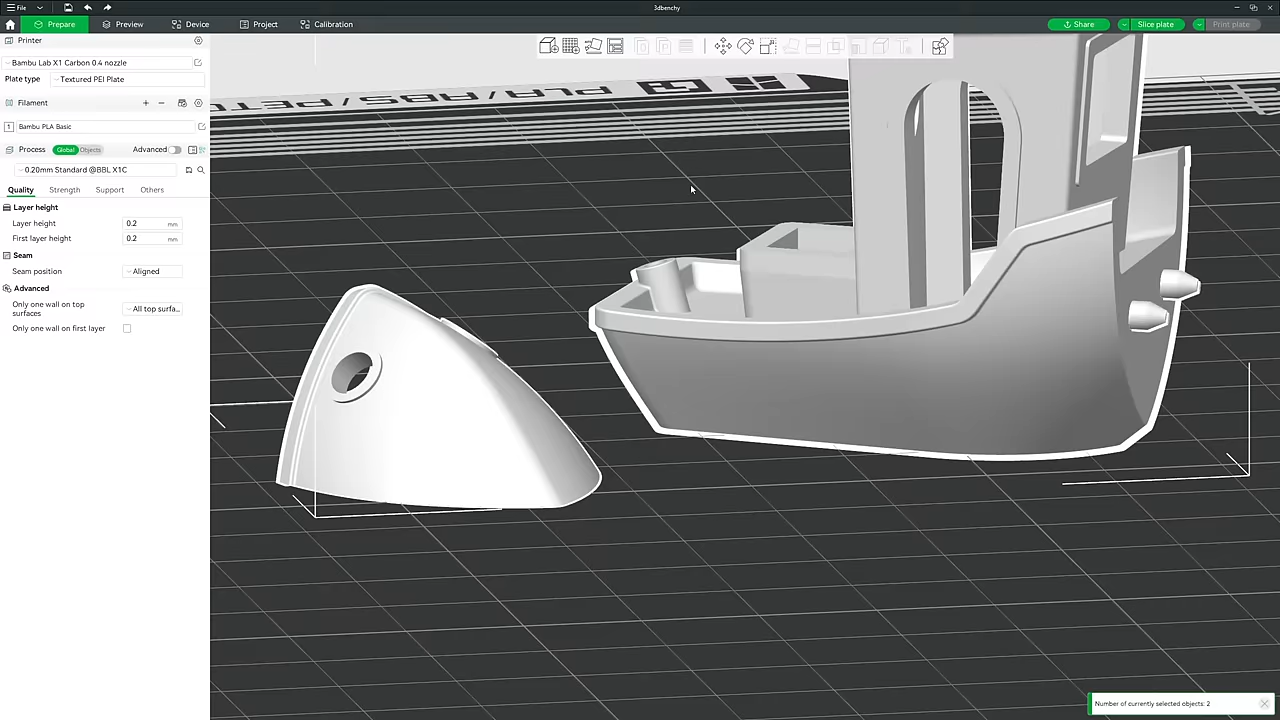 File
3dbenchy
Prepare
Preview
Device
Project
Calibration
Share
Slice plate
Print plate
Printer
Bambu Lab X1 Carbon 0.4 nozzle
Plate type
Textured PEI Plate
Filament
1
Bambu PLA Basic
Process
Global
Objects
Advanced
0.20mm Standard @BBL X1C
Quality
Strength
Support
Others
Layer height
Layer height
0.2
mm
First layer height
0.2
mm
Seam
Seam position
Aligned
Advanced
Only one wall on top
surfaces
All top surfa...
Only one wall on first layer
PLA/ABS/PETG
Number of currently selected objects: 2